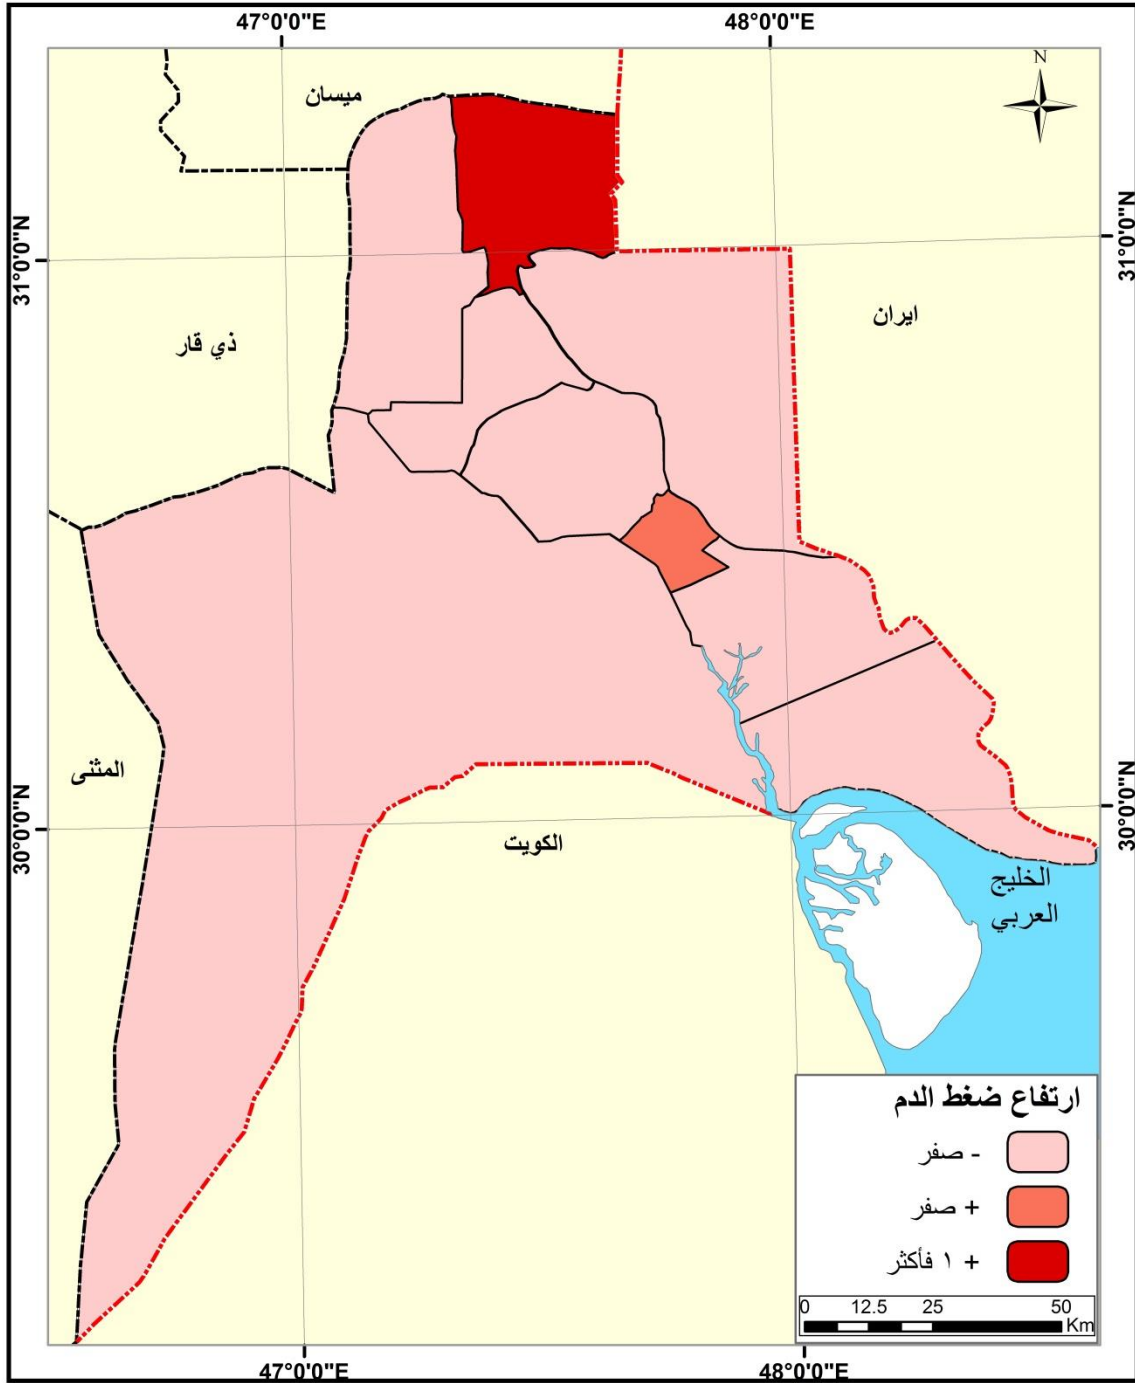 47°0'0"E
48°0'0"E
N
ميسان
31°0'0"N
31°0'0"N
ايران
ذي قار
المثنى
30°0'0"N
30°0'0"N
الكويت
الخليج
العربي
ارتفاع ضغط الدم
- صفر
+ صفر
+ ١ فأكثر
0 12.5 25 50
Km
47°0'0"E
48°0'0"E